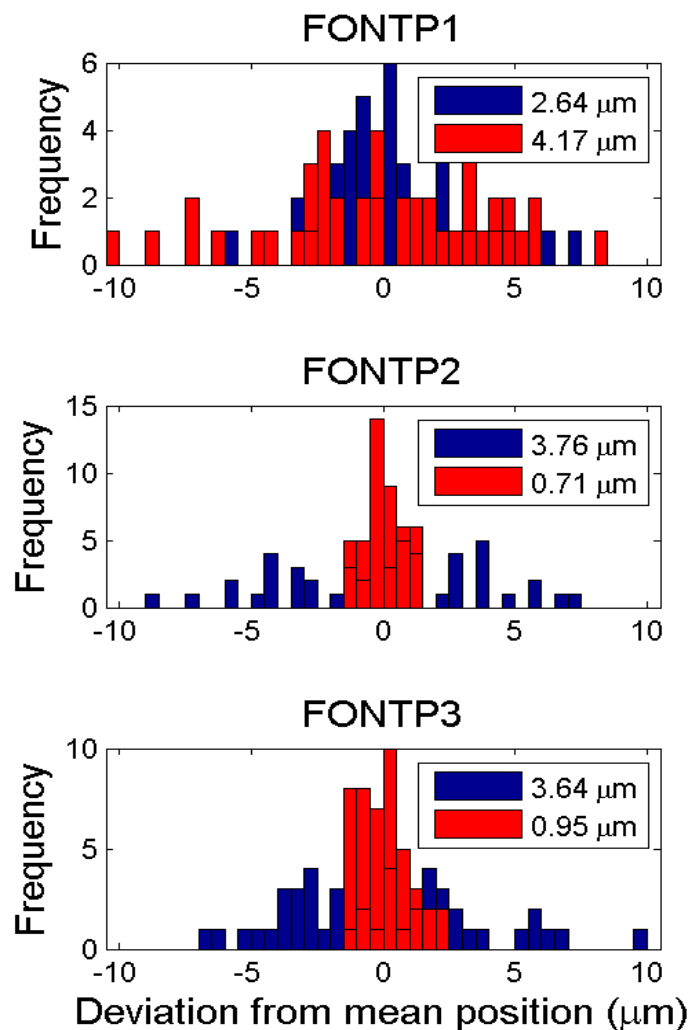 FONTP1
Frequency
6
4
2
0
2.64 μm
4.17 μm
-10 -5 0 5 10
FONTP2
Frequency
15
10
5
0
3.76 μm
0.71 μm
-10 -5 0 5 10
FONTP3
Frequency
10
5
0
3.64 μm
0.95 μm
-10 -5 0 5 10
Deviation from mean position (μm)